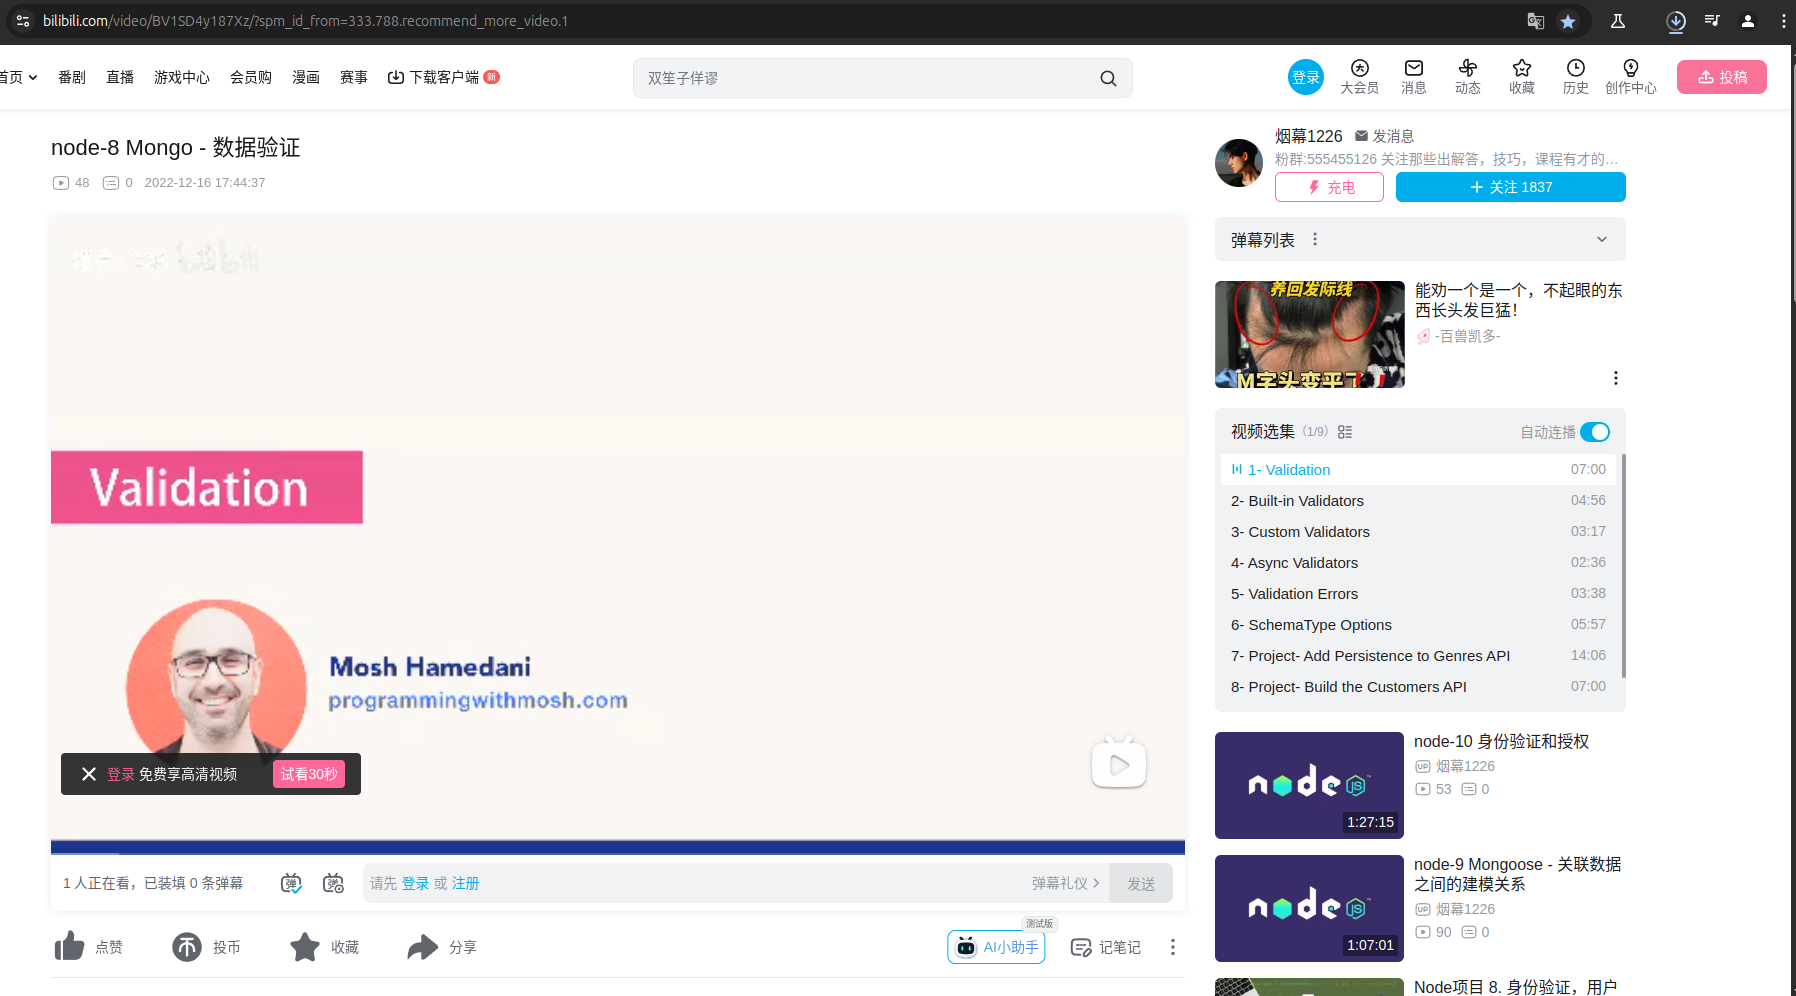 bilibili.com/video/BV1SD4y187Xz/?spm_id_from=333.788.recommend_more_video.1
首页 番剧 直播 游戏中心 会员购 漫画 赛事 下载客户端 新
双笙子佯谬
登录 大会员 消息 动态 收藏 历史 创作中心 投稿
node-8 Mongo - 数据验证
48 0 2022-12-16 17:44:37
Validation
Mosh Hamedani
programmingwithmosh.com
登录 免费享高清视频 试看30秒
1 人正在看，已装填 0 条弹幕
请先 登录 或 注册 弹幕礼仪 发送
点赞 投币 收藏 分享
测试版
AI小助手 记笔记
烟幕1226 发消息
粉群:555455126 关注那些出解答，技巧，课程有才的…
充电 + 关注 1837
弹幕列表
养回发际线
M字头变平了！
能劝一个是一个，不起眼的东
西长头发巨猛！
-百兽凯多-
视频选集 (1/9) 自动连播
1- Validation 07:00
2- Built-in Validators 04:56
3- Custom Validators 03:17
4- Async Validators 02:36
5- Validation Errors 03:38
6- SchemaType Options 05:57
7- Project- Add Persistence to Genres API 14:06
8- Project- Build the Customers API 07:00
node JS
1:27:15
node-10 身份验证和授权
UP 烟幕1226
53 0
node JS
1:07:01
node-9 Mongoose - 关联数据
之间的建模关系
UP 烟幕1226
90 0
Node项目 8. 身份验证，用户